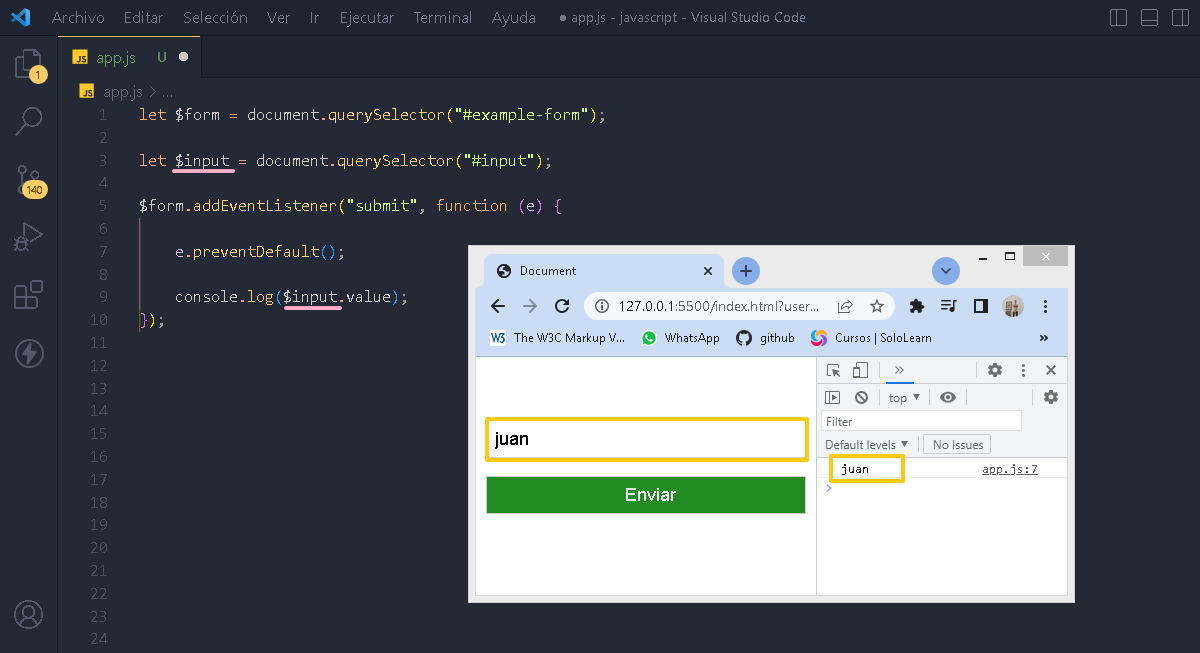 Archivo Editar Selección Ver Ir Ejecutar Terminal Ayuda ● app.js - javascript - Visual Studio Code
JS app.js U ●
1
JS app.js > ...
1 let $form = document.querySelector("#example-form");
2
3 let $input = document.querySelector("#input");
4
140
5 $form.addEventListener("submit", function (e) {
6
7 e.preventDefault();
8
9 console.log($input.value);
10 });
11
12
13
14
15
16
17
18
19
20
21
22
23
24
Document
127.0.0.1:5500/index.html?user...
W3 The W3C Markup V... WhatsApp github Cursos | SoloLearn »
top ▼
Filter
Default levels ▼ No Issues
juan
juan app.js:7
Enviar